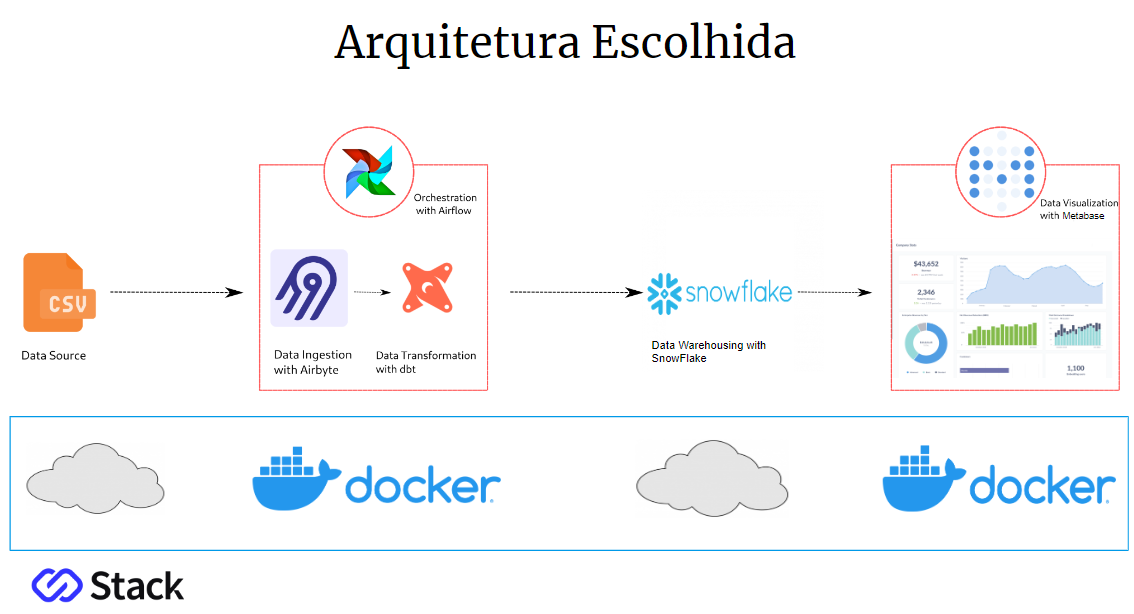 Arquitetura Escolhida
Orchestration
with Airflow
Data Visualization
with Metabase
CSV
Data Source
Data Ingestion
with Airbyte
Data Transformation
with dbt
snowflake
Data Warehousing with
SnowFlake
$43,652
2,346
1,100
docker
docker
Stack